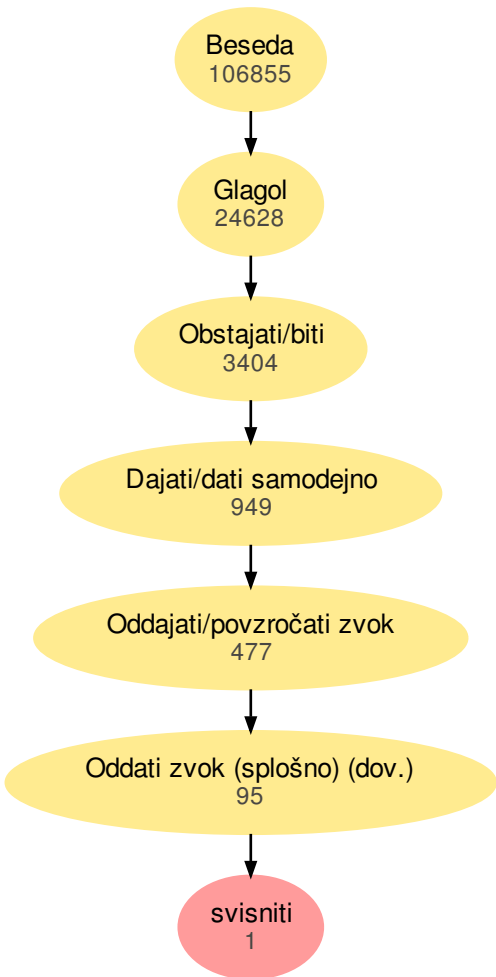 Beseda
106855
Glagol
24628
Obstajati/biti
3404
Dajati/dati samodejno
949
Oddajati/povzročati zvok
477
Oddati zvok (splošno) (dov.)
95
svisniti
1